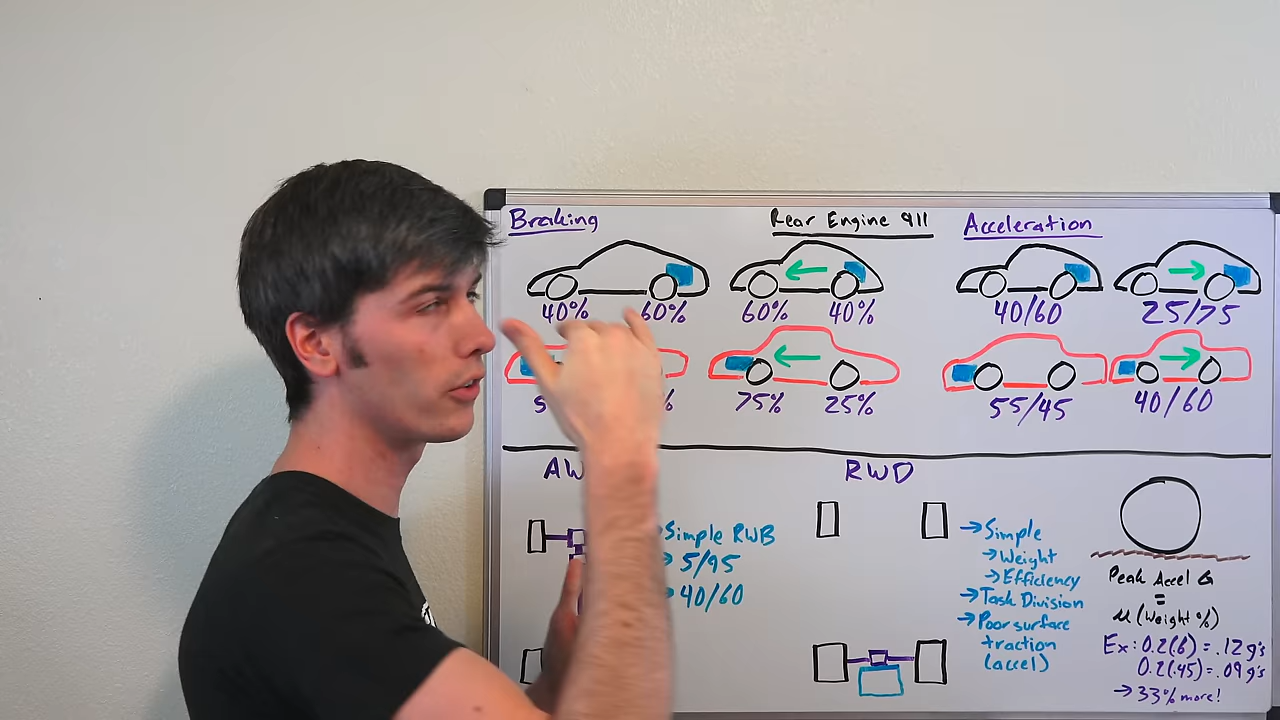 Braking
Rear Engine 911
Acceleration
40% 60%
60% 40%
40/60
25/75
75% 25%
55/45
40/60
RWD
Simple RWB
5/95
40/60
→Simple
→Weight
→Efficiency
→Task Division
→Poor surface
traction
(accel)
Peak Accel G
=
μ(Weight%)
Ex: 0.2(.6) = .12 g's
0.2(.45) = .09 g's
→33% more!